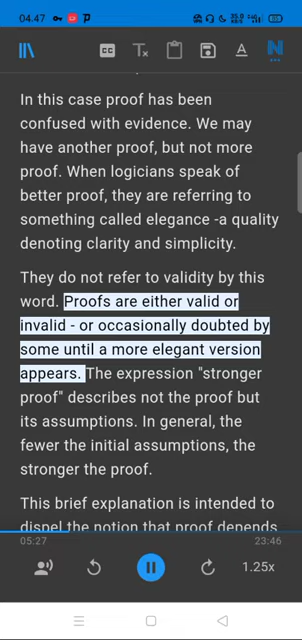 04.47
35.0 KB/s
CC
In this case proof has been
confused with evidence. We may
have another proof, but not more
proof. When logicians speak of
better proof, they are referring to
something called elegance -a quality
denoting clarity and simplicity.
They do not refer to validity by this
word. Proofs are either valid or
invalid - or occasionally doubted by
some until a more elegant version
appears. The expression "stronger
proof" describes not the proof but
its assumptions. In general, the
fewer the initial assumptions, the
stronger the proof.
This brief explanation is intended to
dispel the notion that proof depends
05:27
23:46
1.25x